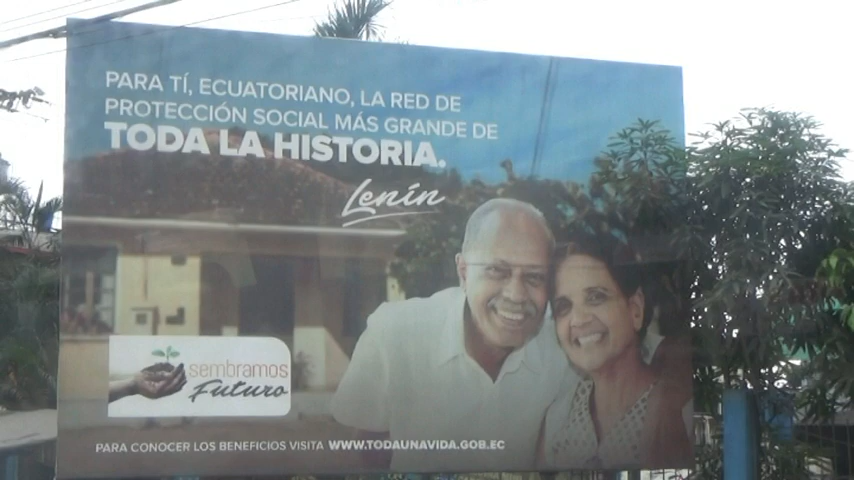 PARA TÍ, ECUATORIANO, LA RED DE
PROTECCIÓN SOCIAL MÁS GRANDE DE
TODA LA HISTORIA.
Lenín
sembramos
Futuro
PARA CONOCER LOS BENEFICIOS VISITA WWW.TODAUNAVIDA.GOB.EC